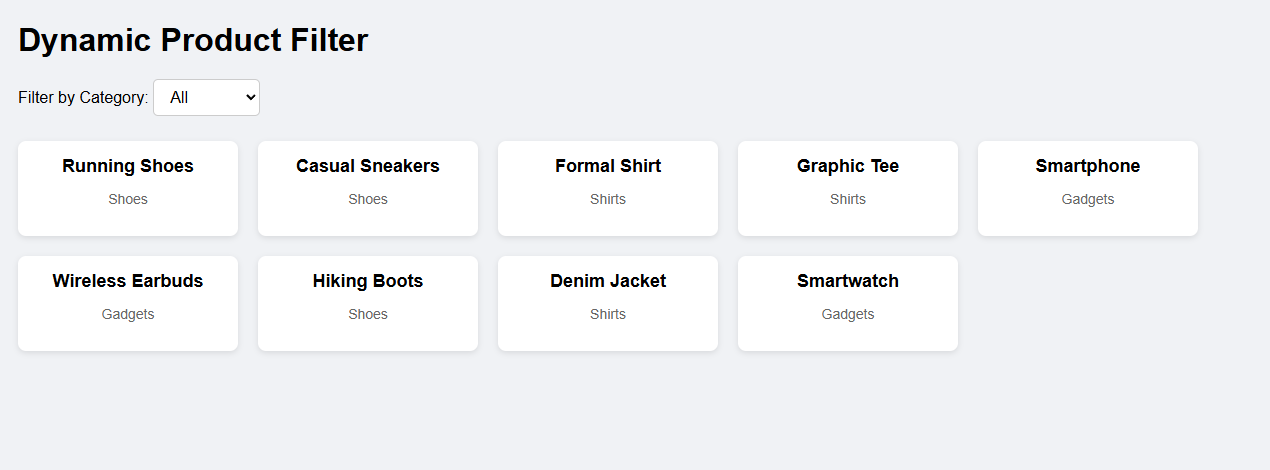 Dynamic Product Filter
Filter by Category: All
Running Shoes
Shoes
Casual Sneakers
Shoes
Formal Shirt
Shirts
Graphic Tee
Shirts
Smartphone
Gadgets
Wireless Earbuds
Gadgets
Hiking Boots
Shoes
Denim Jacket
Shirts
Smartwatch
Gadgets